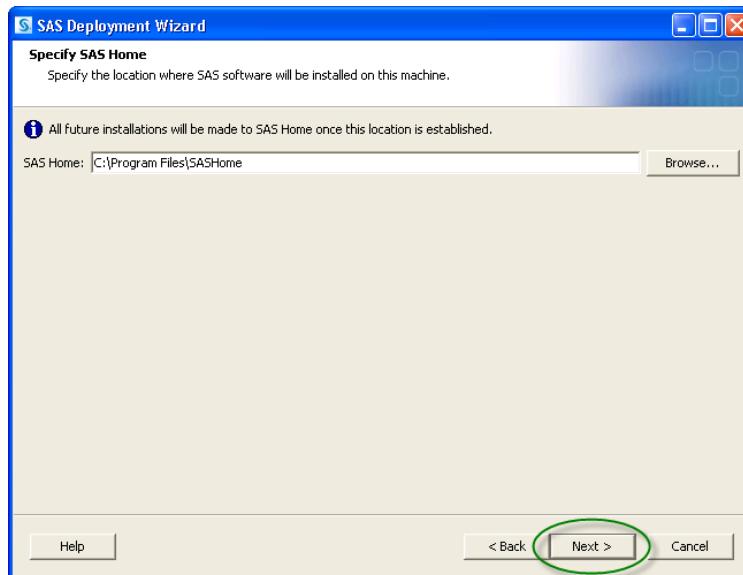 SAS Deployment Wizard
Specify SAS Home
Specify the location where SAS software will be installed on this machine.
All future installations will be made to SAS Home once this location is established.
SAS Home: C:\Program Files\SASHome Browse...
Help < Back Next > Cancel